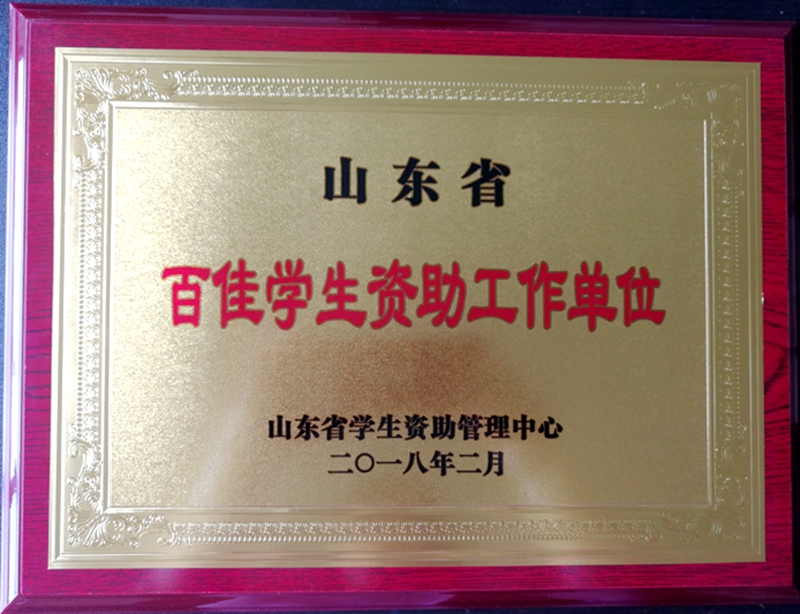 山东省
百佳学生资助工作单位
山东省学生资助管理中心
二〇一八年二月